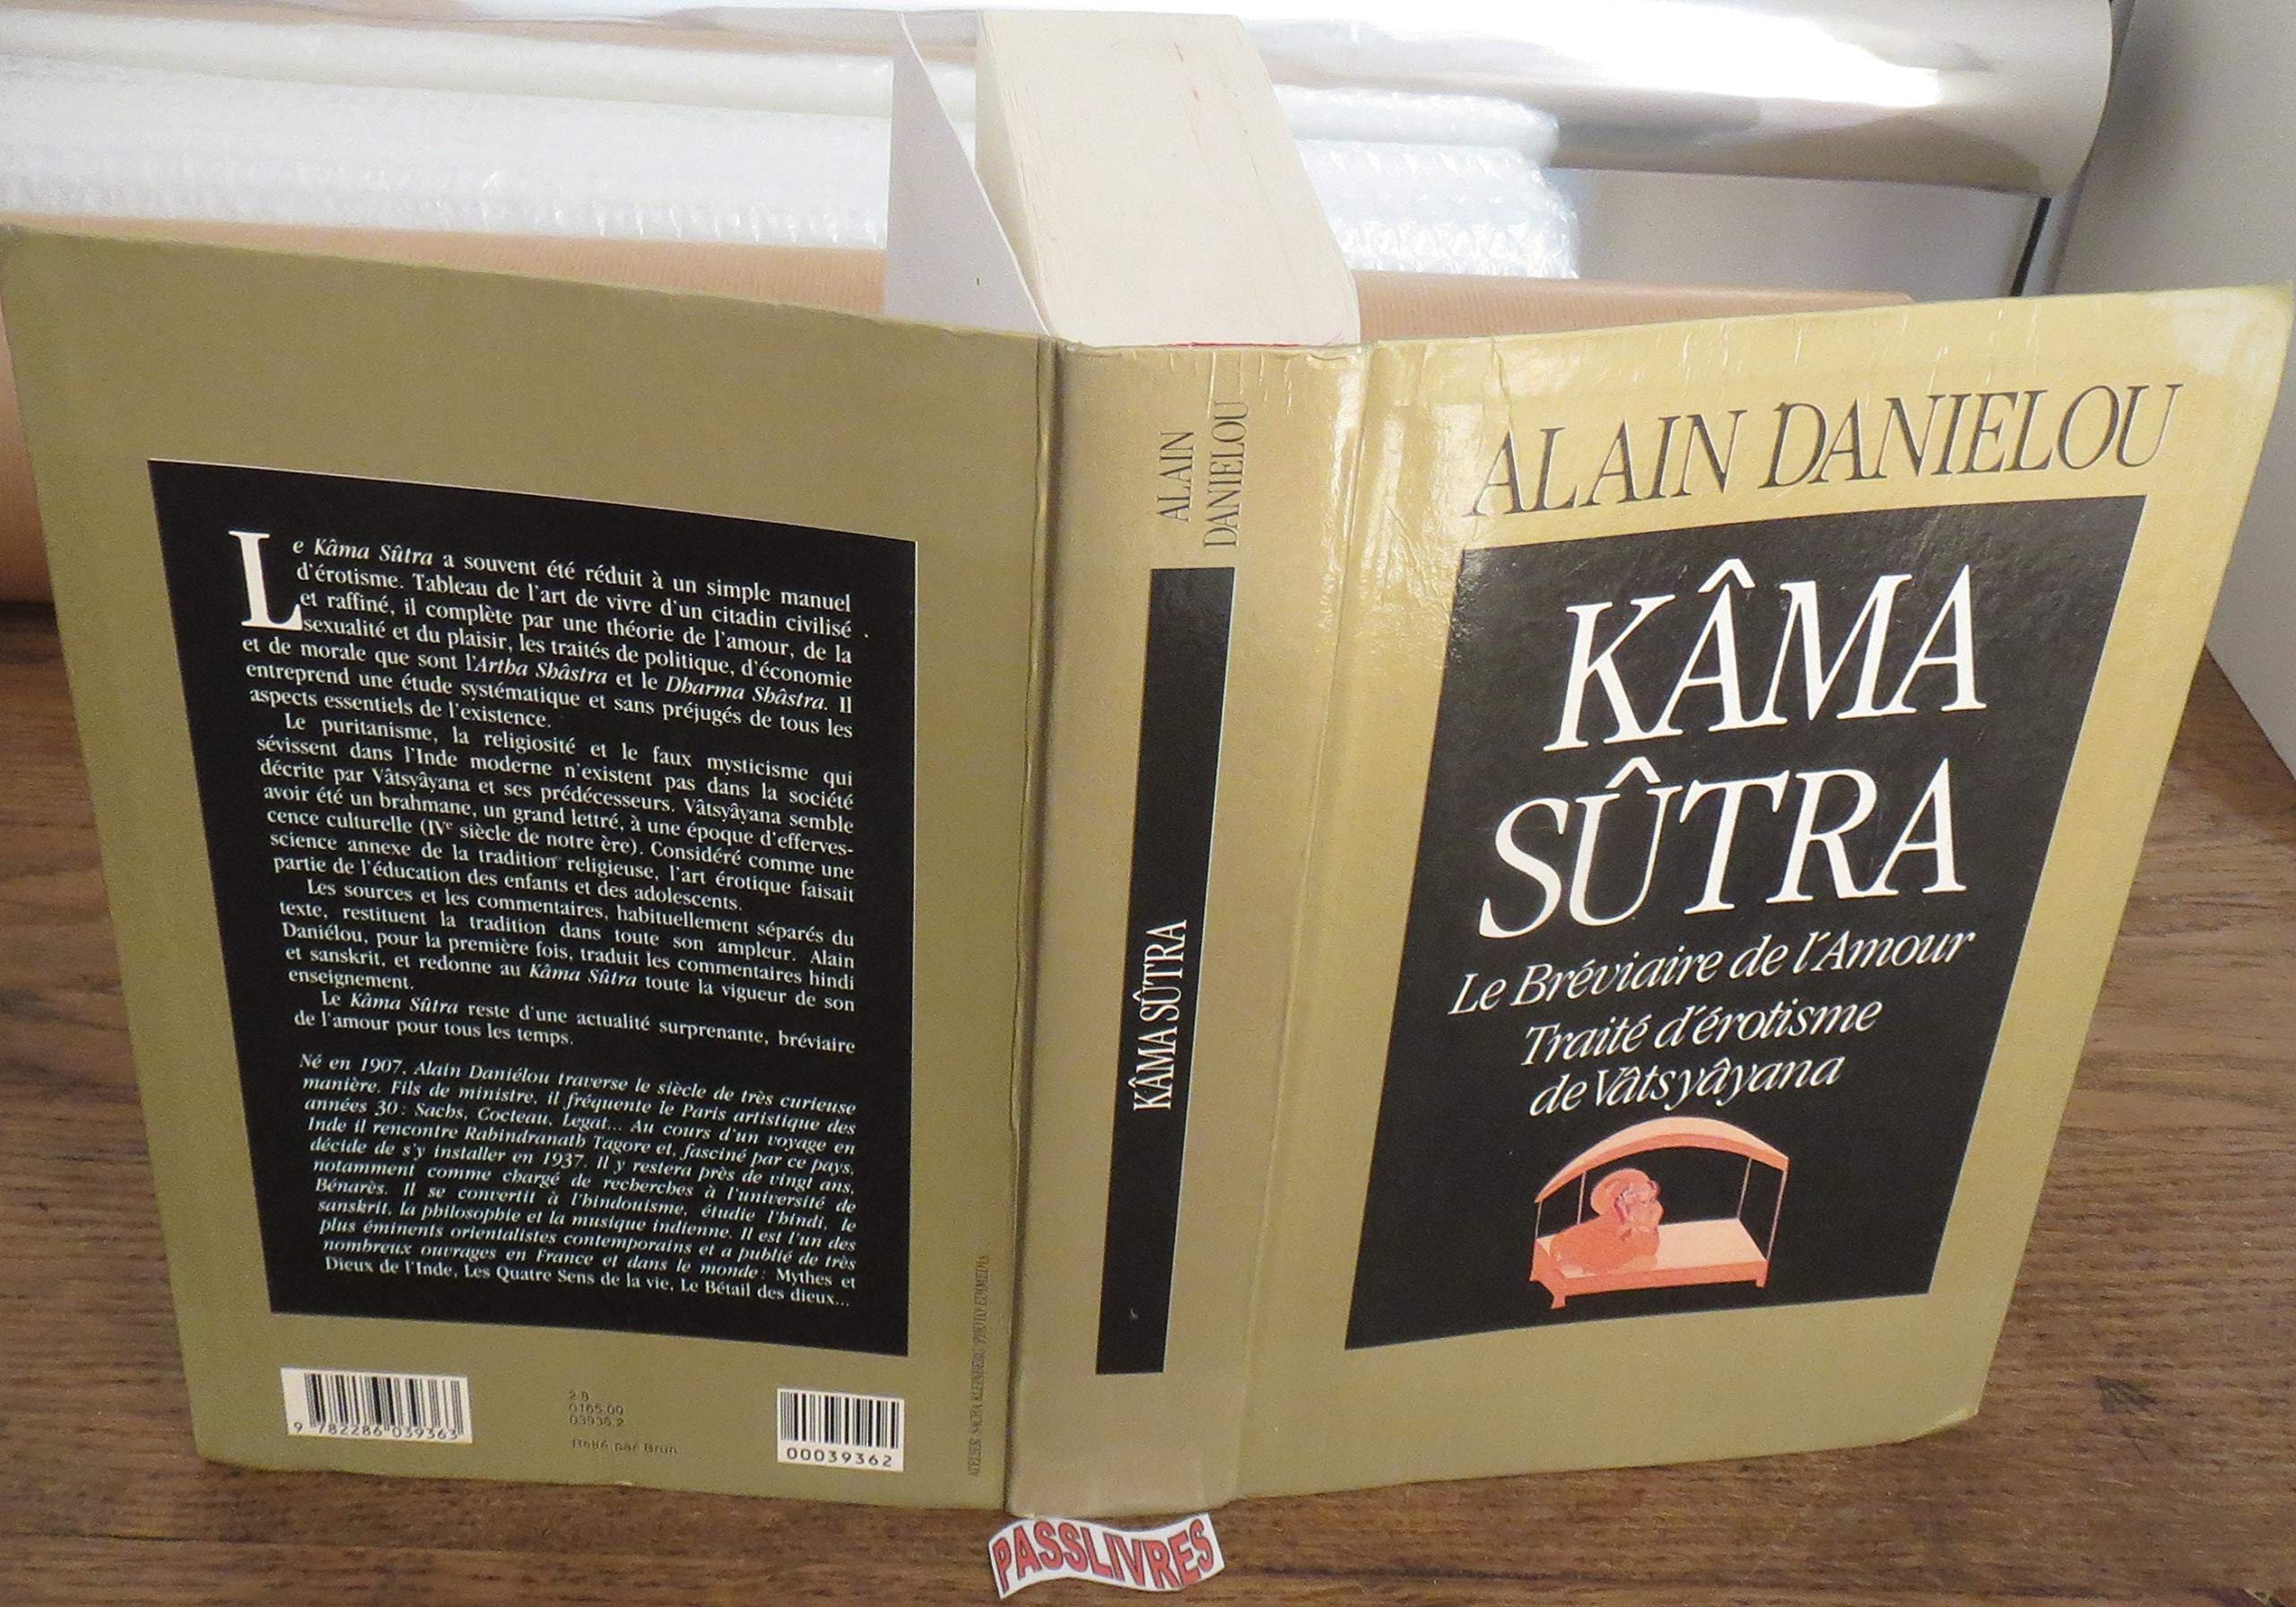 Le Kâma Sûtra a souvent été réduit à un simple manuel
d'érotisme. Tableau de l'art de vivre d'un citadin civilisé
et raffiné, il complète par une théorie de l'amour, de la
sexualité et du plaisir, les traités de politique, d'économie
et de morale que sont l'Artha Shâstra et le Dharma Shâstra. Il
entreprend une étude systématique et sans préjugés de tous les
aspects essentiels de l'existence.
Le puritanisme, la religiosité et le faux mysticisme qui
sévissent dans l'Inde moderne n'existent pas dans la société
décrite par Vâtsyâyana et ses prédécesseurs. Vâtsyâyana semble
avoir été un brahmane, un grand lettré, à une époque d'efferves-
cence culturelle (IVe siècle de notre ère). Considéré comme une
science annexe de la tradition religieuse, l'art érotique faisait
partie de l'éducation des enfants et des adolescents.
Les sources et les commentaires, habituellement séparés du
texte, restituent la tradition dans toute son ampleur. Alain
Daniélou, pour la première fois, traduit les commentaires hindi
et sanskrit, et redonne au Kâma Sûtra toute la vigueur de son
enseignement.
Le Kâma Sûtra reste d'une actualité surprenante, bréviaire
de l'amour pour tous les temps.
Né en 1907, Alain Daniélou traverse le siècle de très curieuse
manière. Fils de ministre, il fréquente le Paris artistique des
années 30 : Sachs, Cocteau, Legat... Au cours d'un voyage en
Inde il rencontre Rabindranath Tagore et, fasciné par ce pays,
décide de s'y installer en 1937. Il y restera près de vingt ans,
notamment comme chargé de recherches à l'université de
Bénarès. Il se convertit à l'hindouisme, étudie l'hindi, le
sanskrit, la philosophie et la musique indienne. Il est l'un des
plus éminents orientalistes contemporains et a publié de très
nombreux ouvrages en France et dans le monde : Mythes et
Dieux de l'Inde, Les Quatre Sens de la vie, Le Bétail des dieux...
9 782286 039363
2-8
0165.00
03936.2
Relié par Brun
00039362
ATELIER SACHA KLEINBERG/PHOTO EDIMEDIA
ALAIN
DANIELOU
KÂMA SÛTRA
ALAIN DANIELOU
KÂMA
SÛTRA
Le Bréviaire de l'Amour
Traité d'érotisme
de Vâtsyâyana
PASSLIVRES